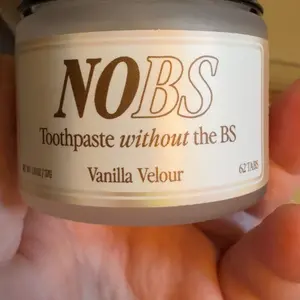 NOBS
Toothpaste without the BS
Vanilla Velour
62 TABS